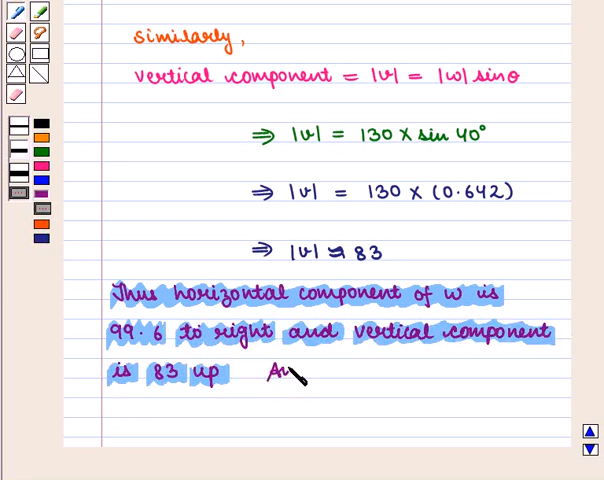 similarly,
vertical component = |v| = |w| sinθ
⇒ |v| = 130 × sin 40°
⇒ |v| = 130 × (0.642)
⇒ |v| ≈ 83
Thus horizontal component of w is
99.6 to right and vertical component
is 83 up An